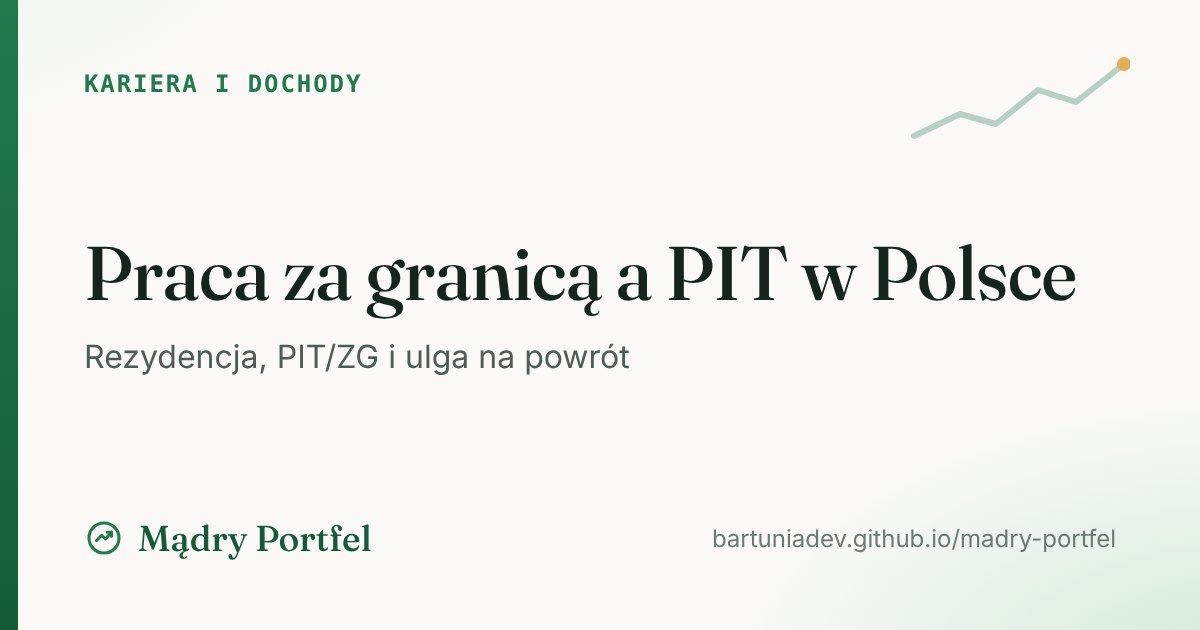 KARIERA I DOCHODY
Praca za granicą a PIT w Polsce
Rezydencja, PIT/ZG i ulga na powrót
Mądry Portfel
bartuniadev.github.io/madry-portfel